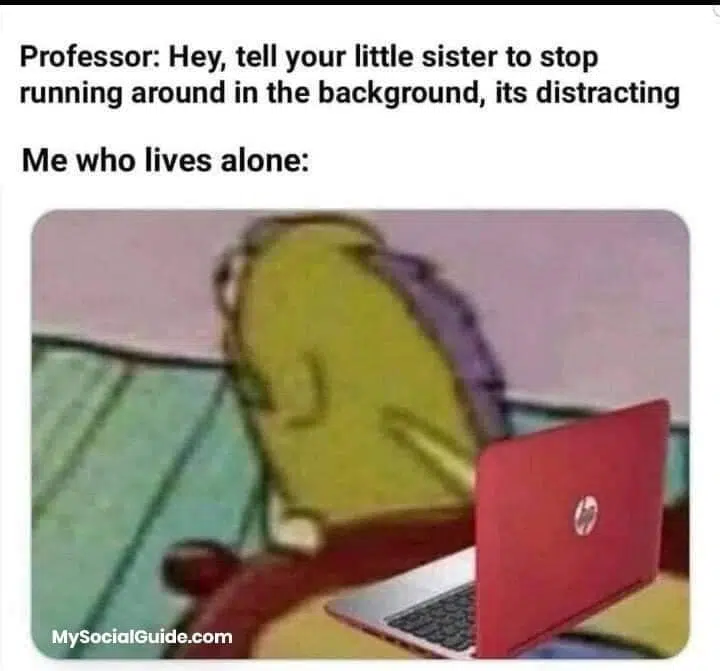 Professor: Hey, tell your little sister to stop
running around in the background, its distracting
Me who lives alone:
hp
MySocialGuide.com